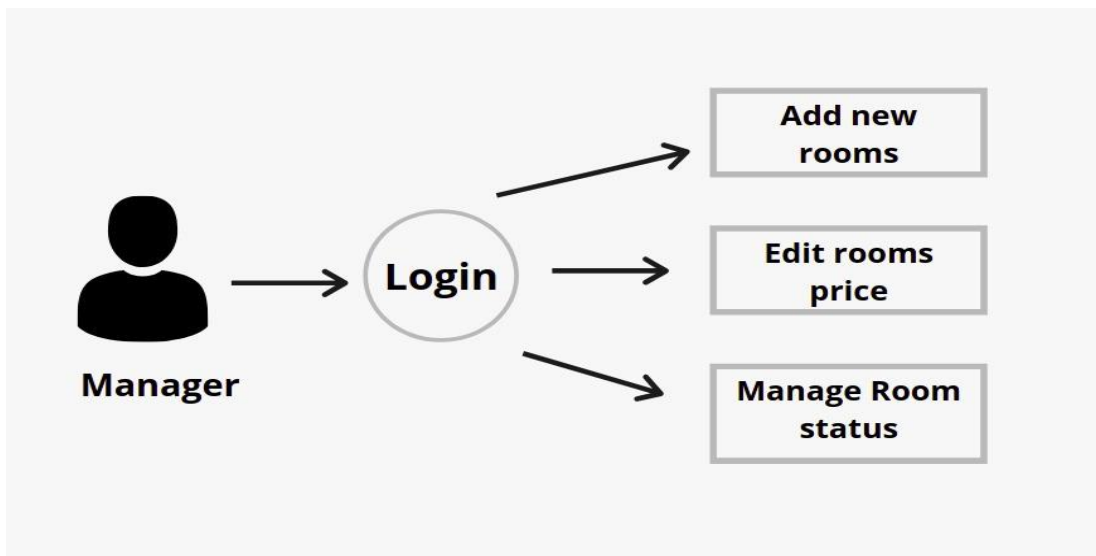 Manager
Login
Add new
rooms
Edit rooms
price
Manage Room
status